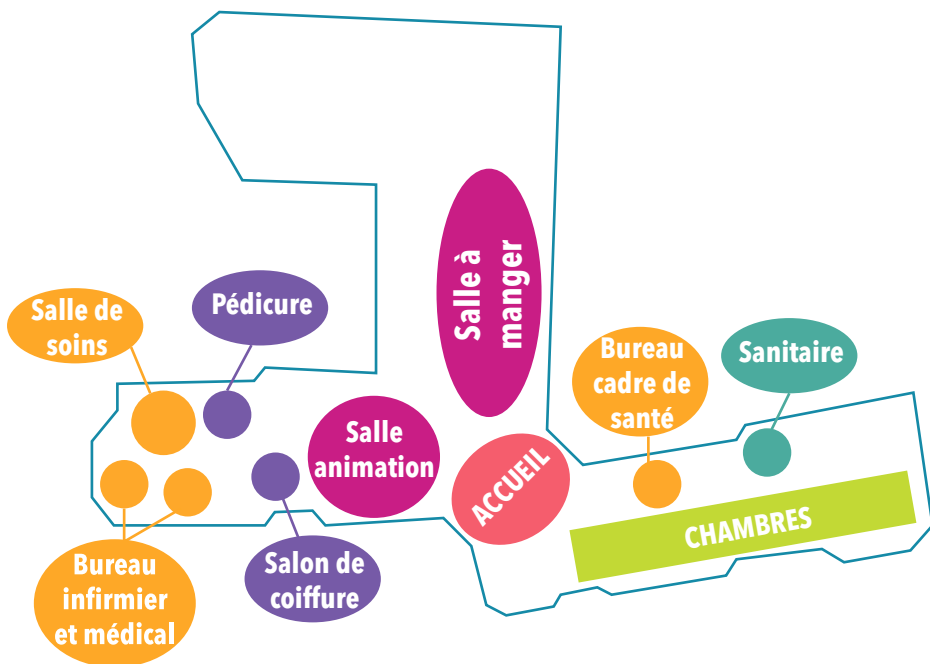 Salle à
manger
Salle de
soins
Pédicure
Bureau
cadre de
santé
Sanitaire
Salle
animation
ACCUEIL
CHAMBRES
Bureau
infirmier
et médical
Salon de
coiffure